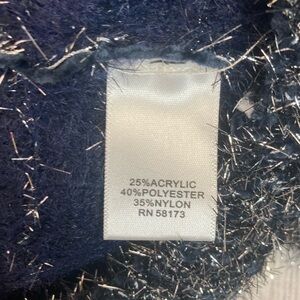 25%ACRYLIC
40%POLYESTER
35%NYLON
RN 58173